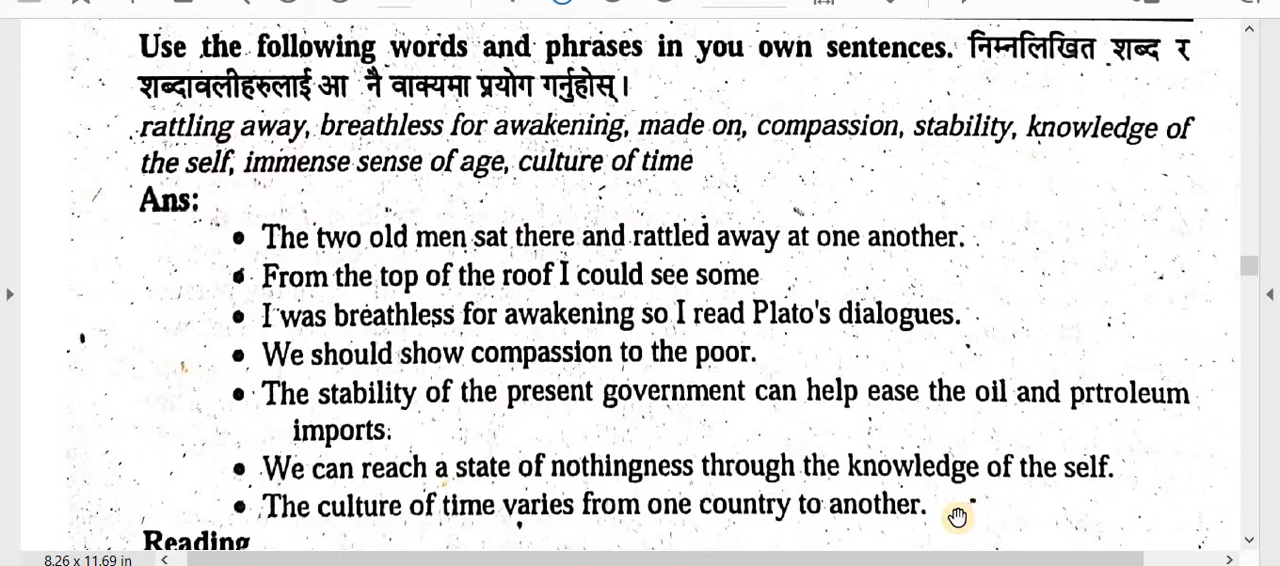 Use the following words and phrases in you own sentences. निम्नलिखित शब्द र
शब्दावलीहरुलाई आ नै वाक्यमा प्रयोग गर्नुहोस् ।
rattling away, breathless for awakening, made on, compassion, stability, knowledge of
the self, immense sense of age, culture of time
Ans:
• The two old men sat there and rattled away at one another.
• From the top of the roof I could see some
• I was breathless for awakening so I read Plato's dialogues.
• We should show compassion to the poor.
• The stability of the present government can help ease the oil and prtroleum
imports.
• We can reach a state of nothingness through the knowledge of the self.
• The culture of time varies from one country to another.
Reading
8.26 x 11.69 in